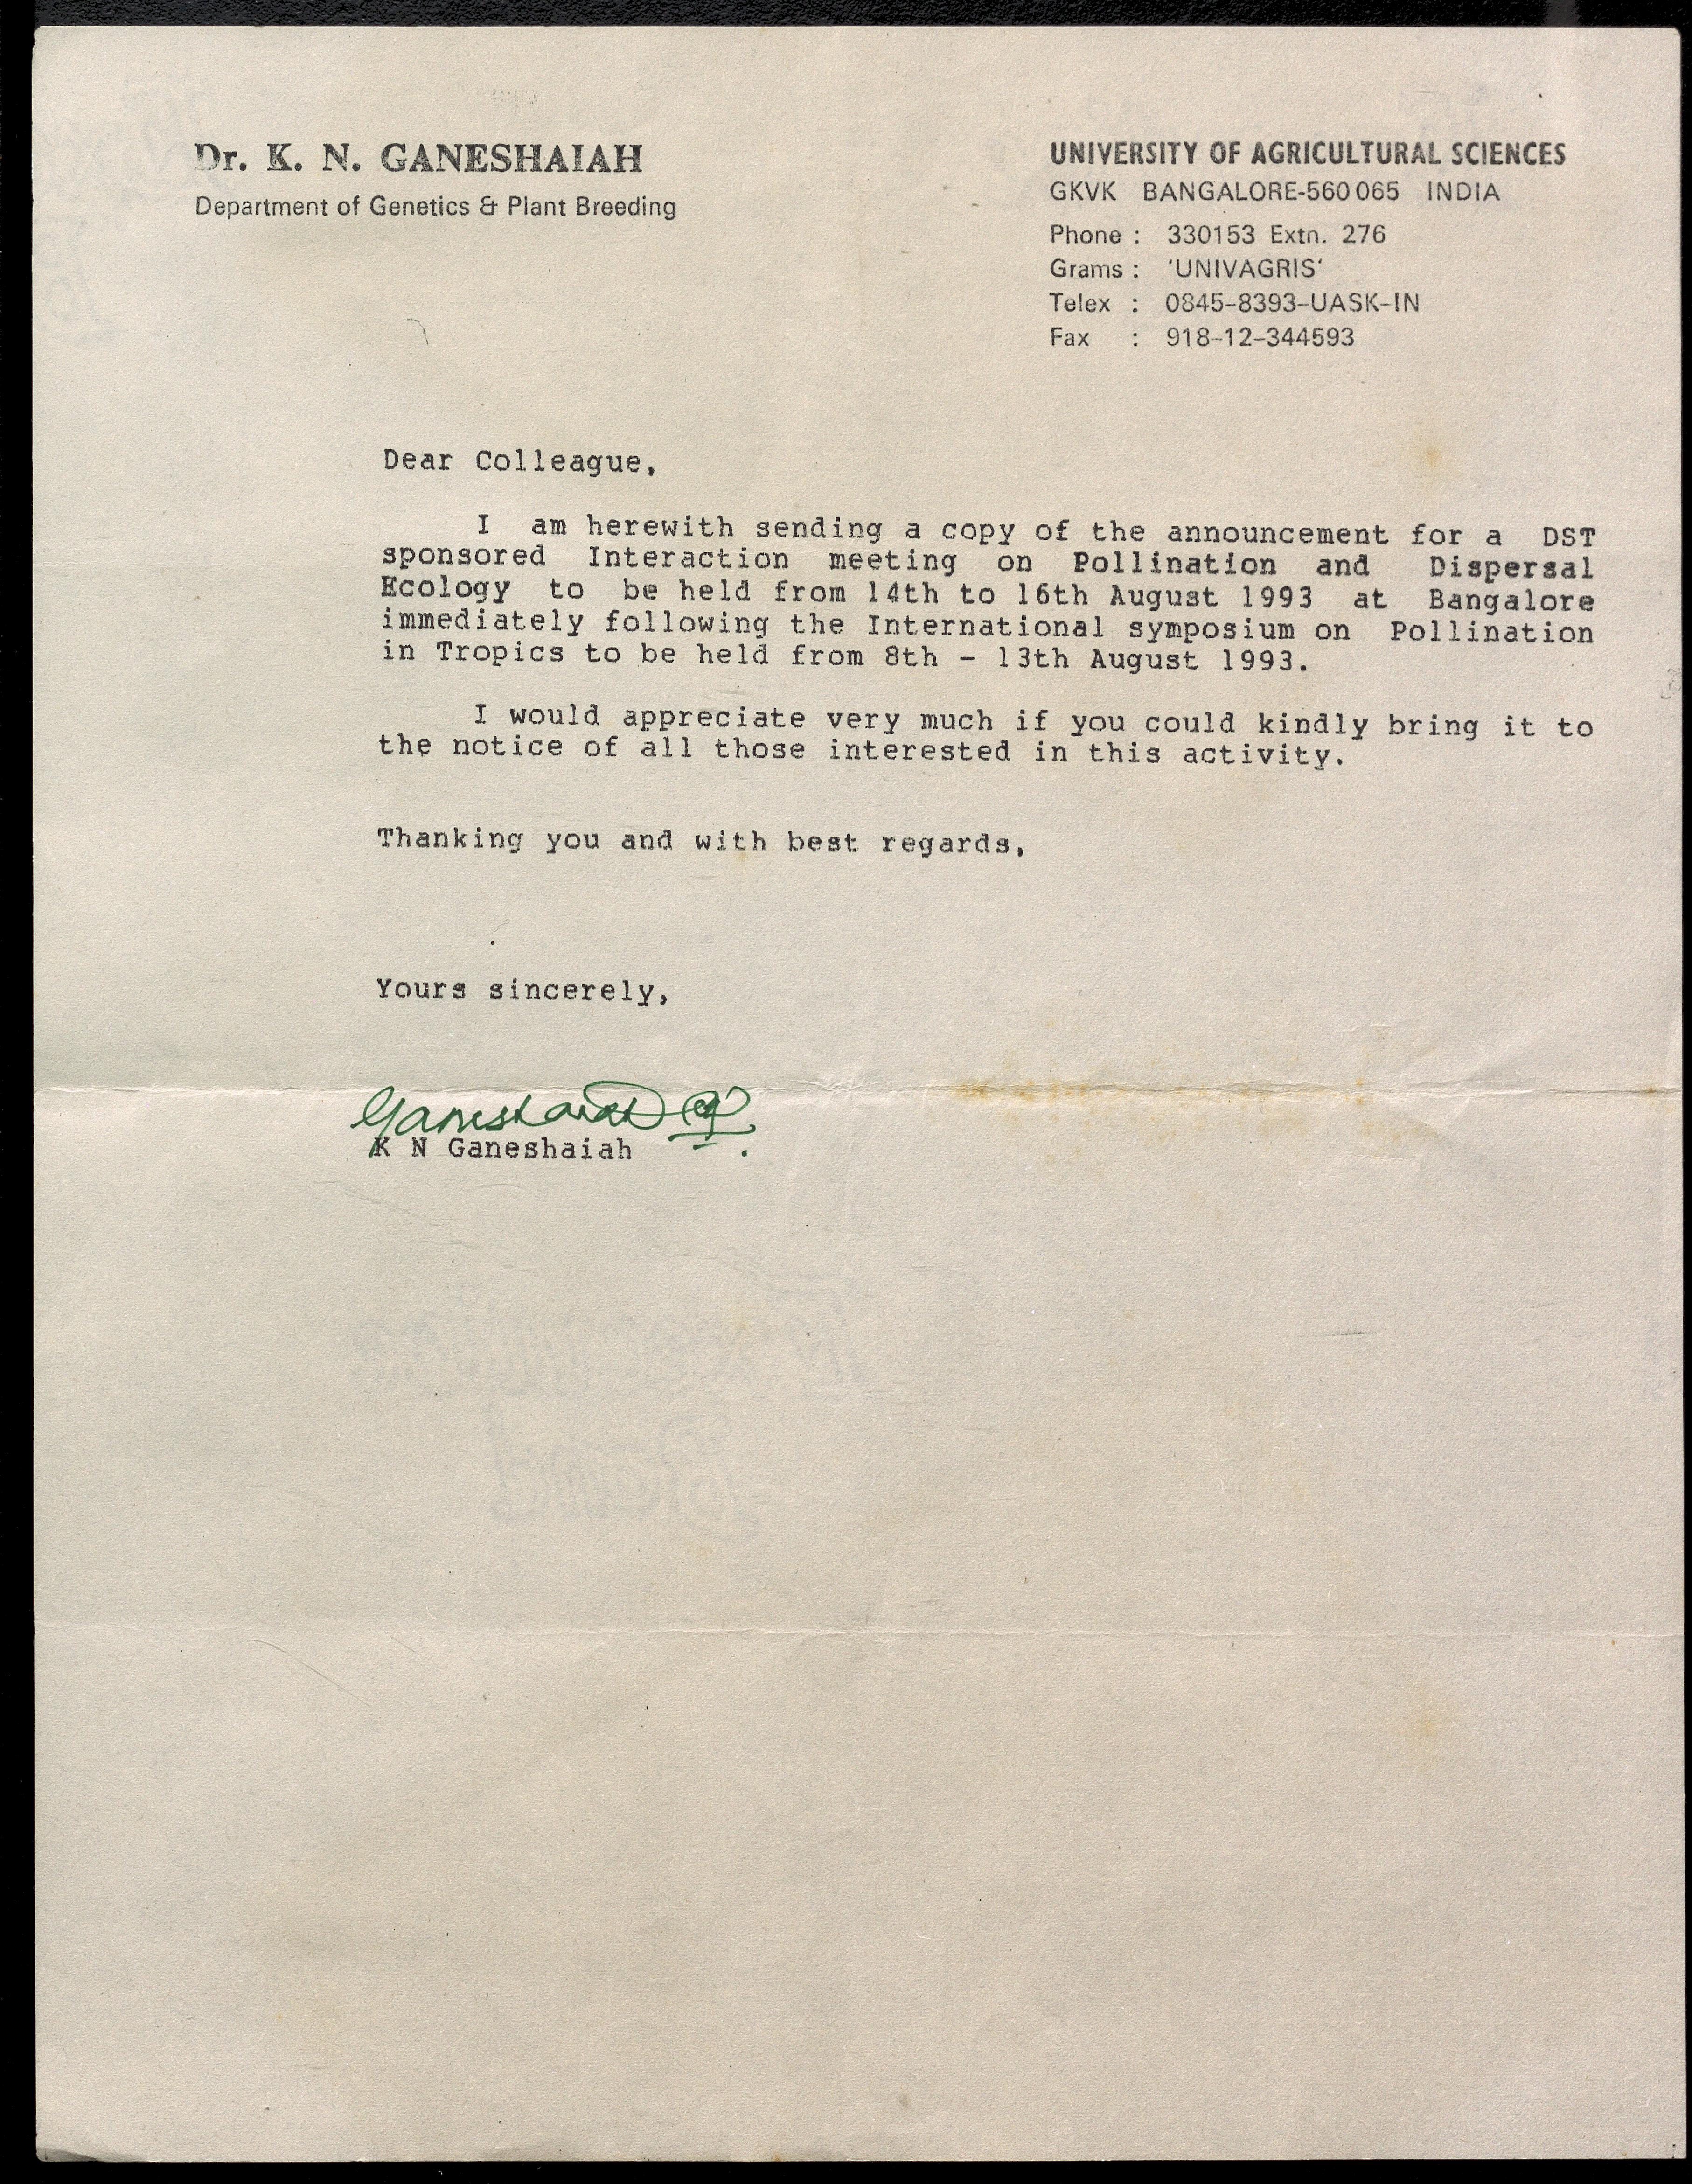 Dr. K. N. GANESHAIAH
Department of Genetics & Plant Breeding
UNIVERSITY OF AGRICULTURAL SCIENCES
GKVK BANGALORE-560 065 INDIA
Phone : 330153 Extn. 276
Grams : 'UNIVAGRIS'
Telex : 0845-8393-UASK-IN
Fax : 918-12-344593
Dear Colleague,
I am herewith sending a copy of the announcement for a DST
sponsored Interaction meeting on Pollination and Dispersal
Ecology to be held from 14th to 16th August 1993 at Bangalore
immediately following the International symposium on Pollination
in Tropics to be held from 8th - 13th August 1993.
I would appreciate very much if you could kindly bring it to
the notice of all those interested in this activity.
Thanking you and with best regards,
Yours sincerely,
Ganeshaiah
K N Ganeshaiah